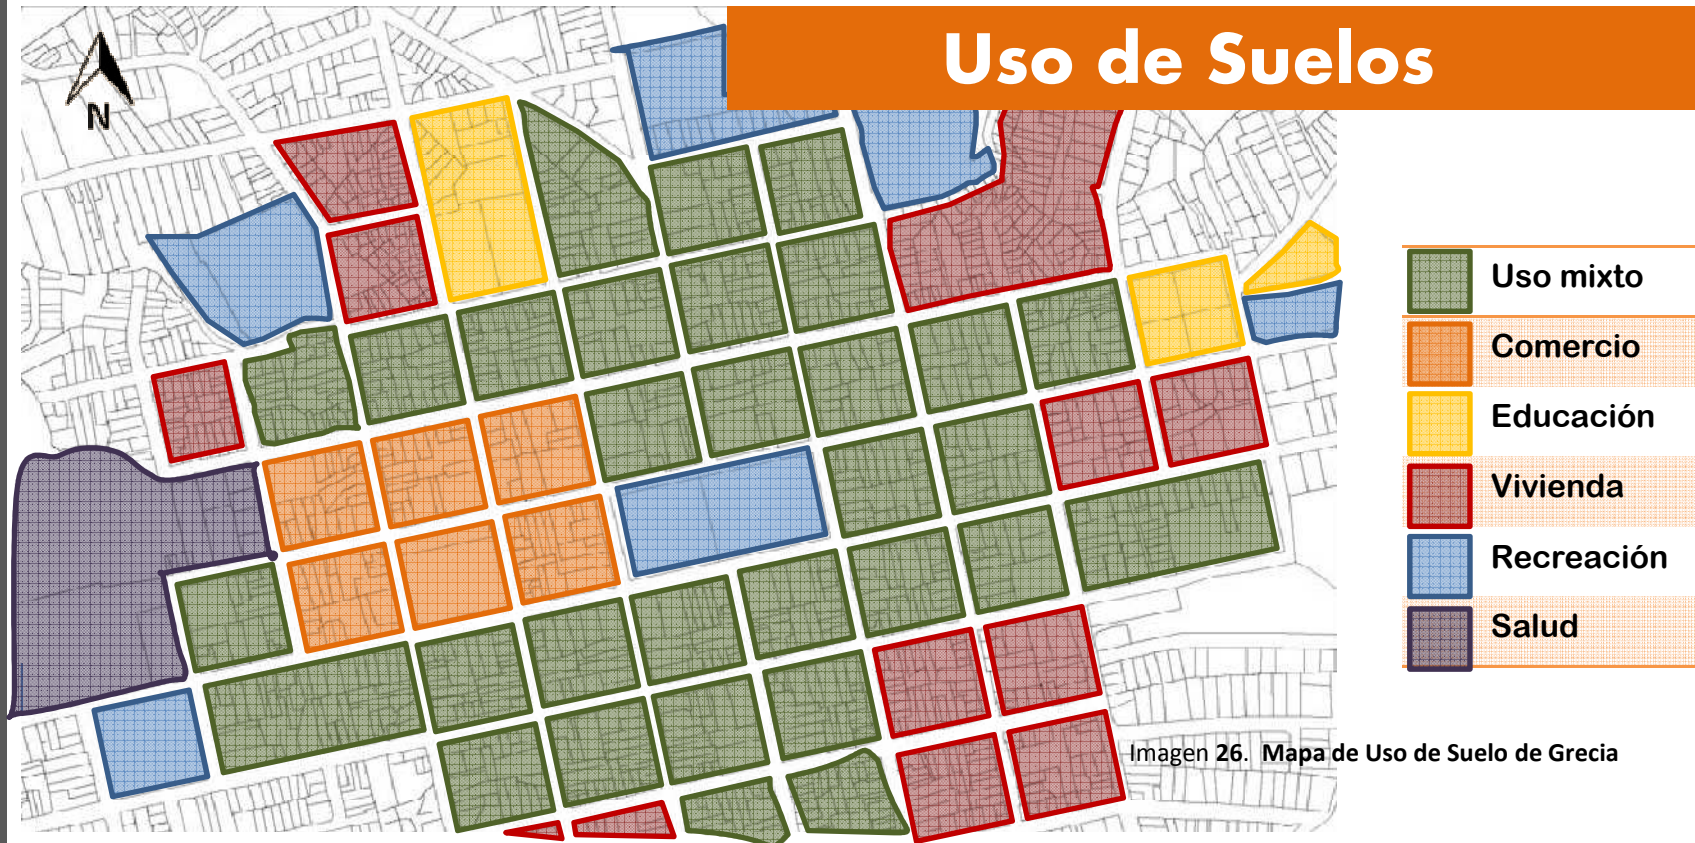 Uso de Suelos
N
Uso mixto
Comercio
Educación
Vivienda
Recreación
Salud
Imagen 26. Mapa de Uso de Suelo de Grecia